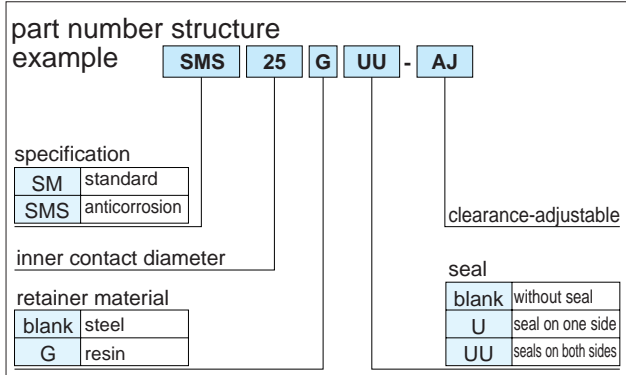 part number structure
example SMS 25 G UU - AJ
specification
SM standard
SMS anticorrosion
clearance-adjustable
inner contact diameter
seal
retainer material
blank without seal
blank steel
U seal on one side
G resin
UU seals on both sides